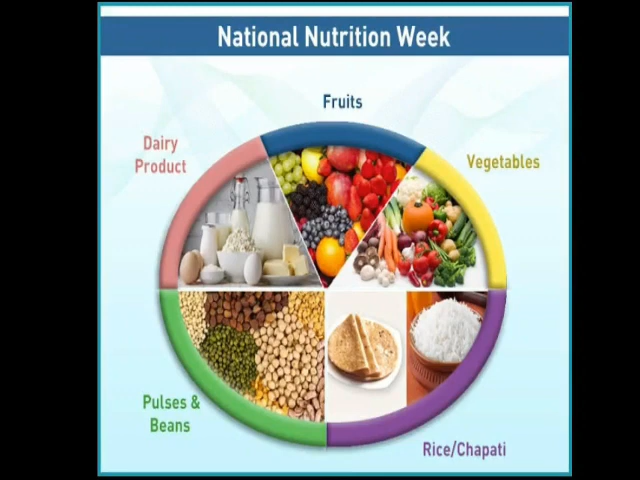 National Nutrition Week
Fruits
Dairy
Product
Vegetables
Pulses &
Beans
Rice/Chapati